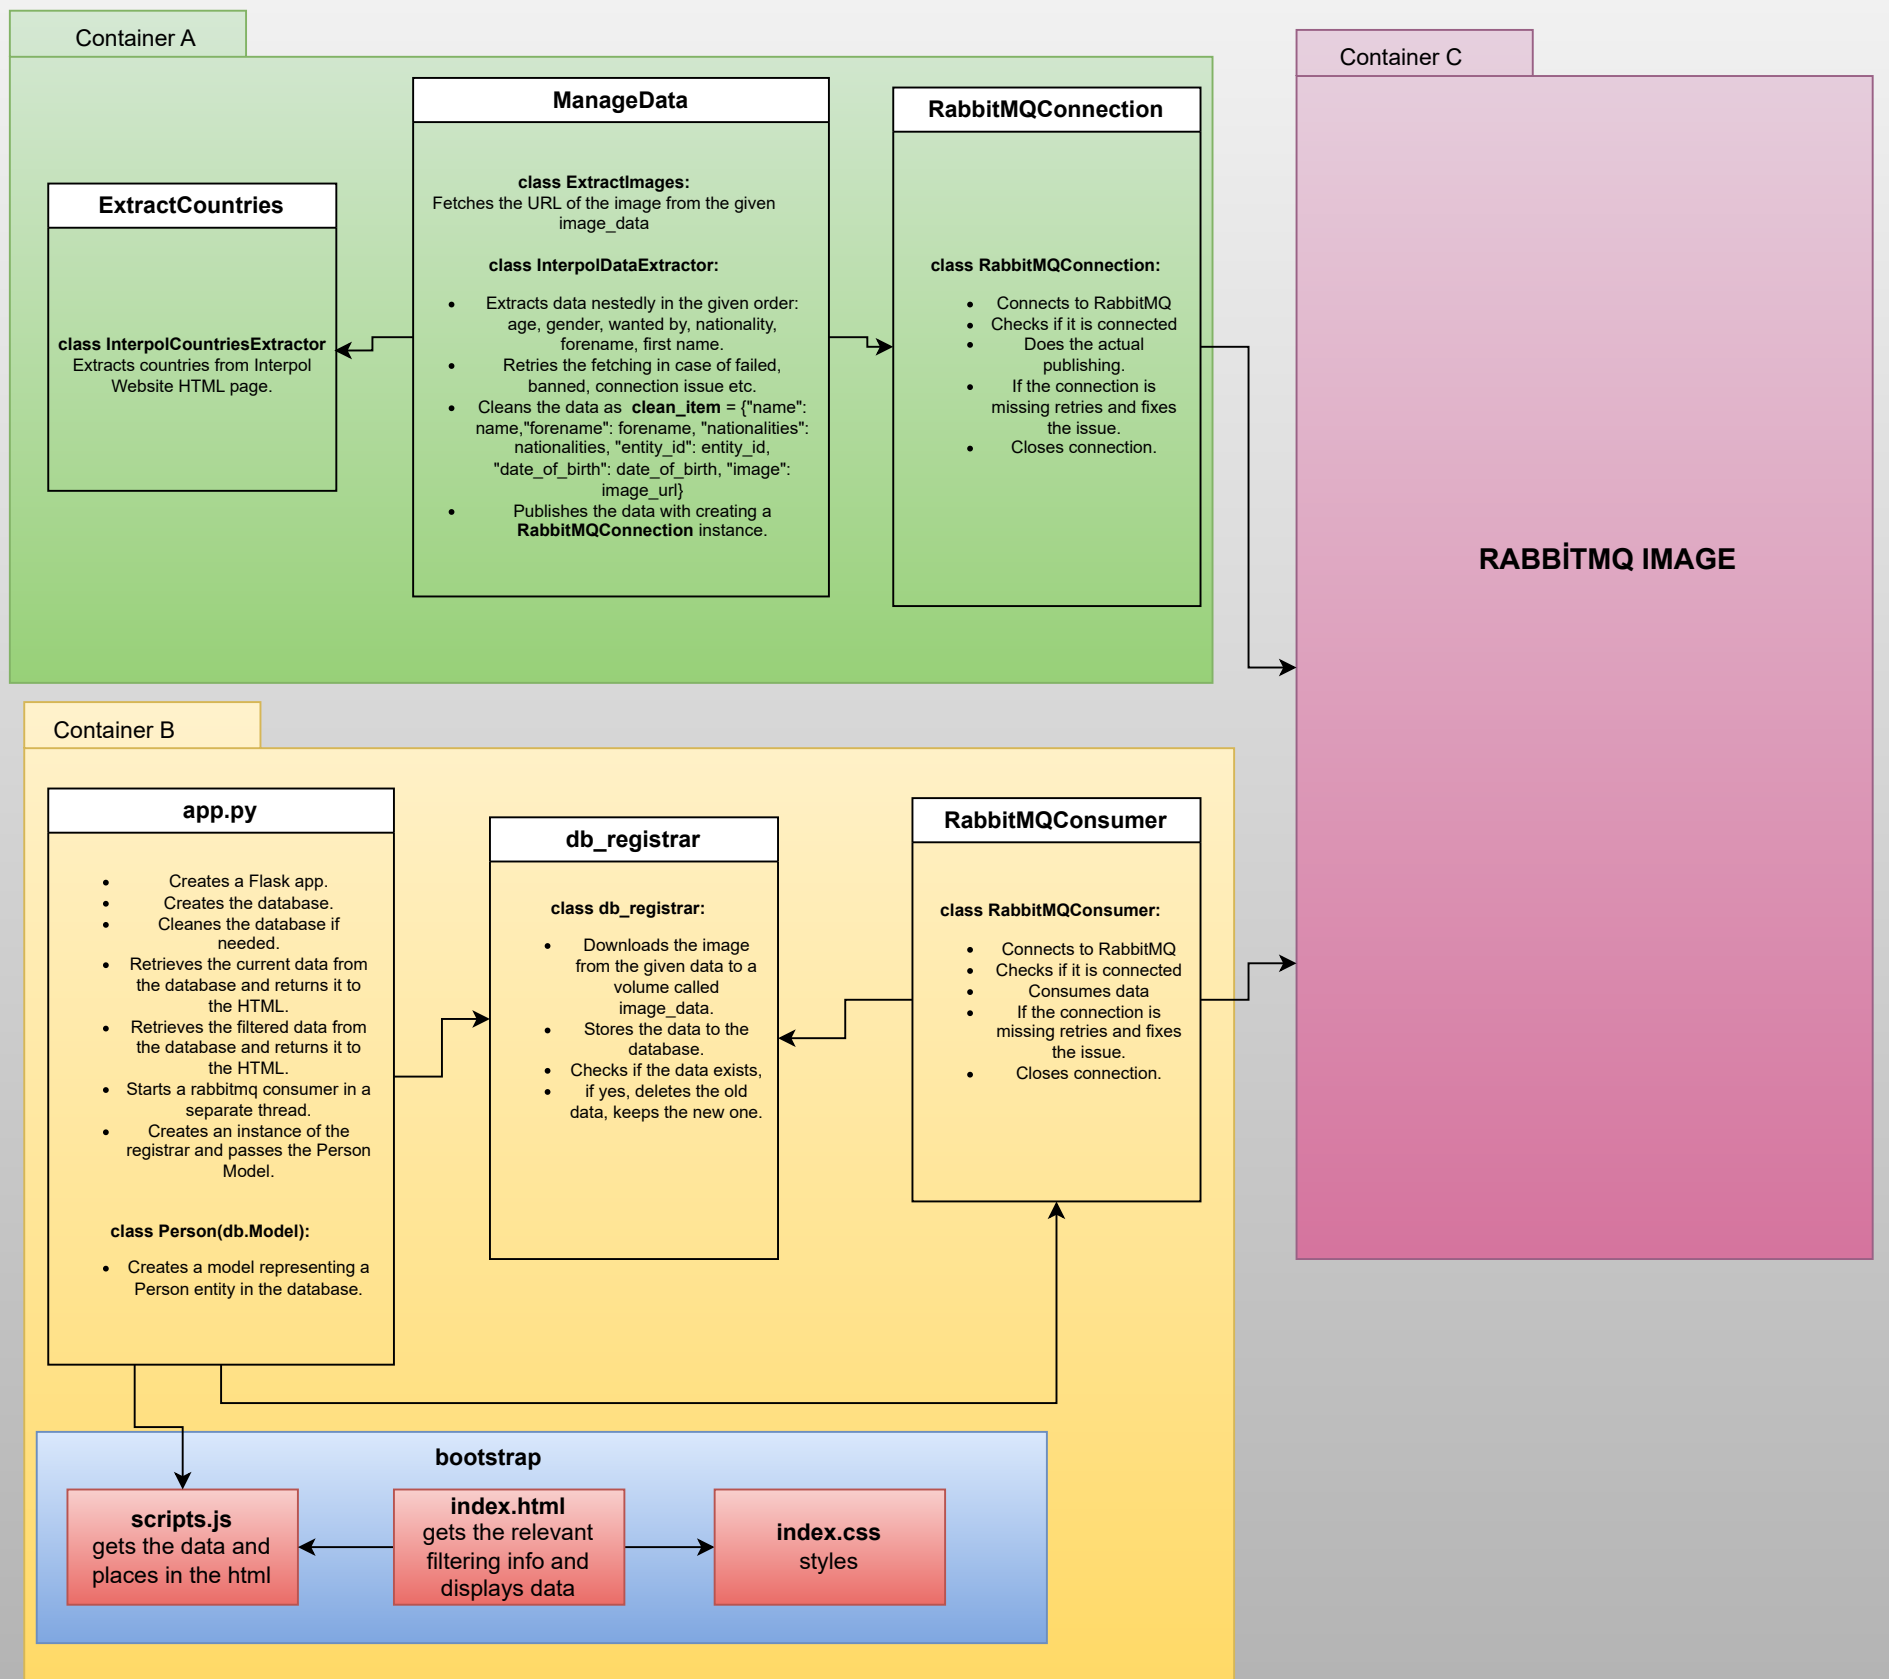 Container A
ExtractCountries
class InterpolCountriesExtractor
Extracts countries from Interpol
Website HTML page.
ManageData
class ExtractImages:
Fetches the URL of the image from the given
image_data
class InterpolDataExtractor:
• Extracts data nestedly in the given order:
age, gender, wanted by, nationality,
forename, first name.
• Retries the fetching in case of failed,
banned, connection issue etc.
• Cleans the data as clean_item = {"name":
name,"forename": forename, "nationalities":
nationalities, "entity_id": entity_id,
"date_of_birth": date_of_birth, "image":
image_url}
• Publishes the data with creating a
RabbitMQConnection instance.
RabbitMQConnection
class RabbitMQConnection:
• Connects to RabbitMQ
• Checks if it is connected
• Does the actual
publishing.
• If the connection is
missing retries and fixes
the issue.
• Closes connection.
Container C
RABBİTMQ IMAGE
Container B
app.py
• Creates a Flask app.
• Creates the database.
• Cleanes the database if
needed.
• Retrieves the current data from
the database and returns it to
the HTML.
• Retrieves the filtered data from
the database and returns it to
the HTML.
• Starts a rabbitmq consumer in a
separate thread.
• Creates an instance of the
registrar and passes the Person
Model.
class Person(db.Model):
• Creates a model representing a
Person entity in the database.
db_registrar
class db_registrar:
• Downloads the image
from the given data to a
volume called
image_data.
• Stores the data to the
database.
• Checks if the data exists,
• if yes, deletes the old
data, keeps the new one.
RabbitMQConsumer
class RabbitMQConsumer:
• Connects to RabbitMQ
• Checks if it is connected
• Consumes data
• If the connection is
missing retries and fixes
the issue.
• Closes connection.
bootstrap
scripts.js
gets the data and
places in the html
index.html
gets the relevant
filtering info and
displays data
index.css
styles